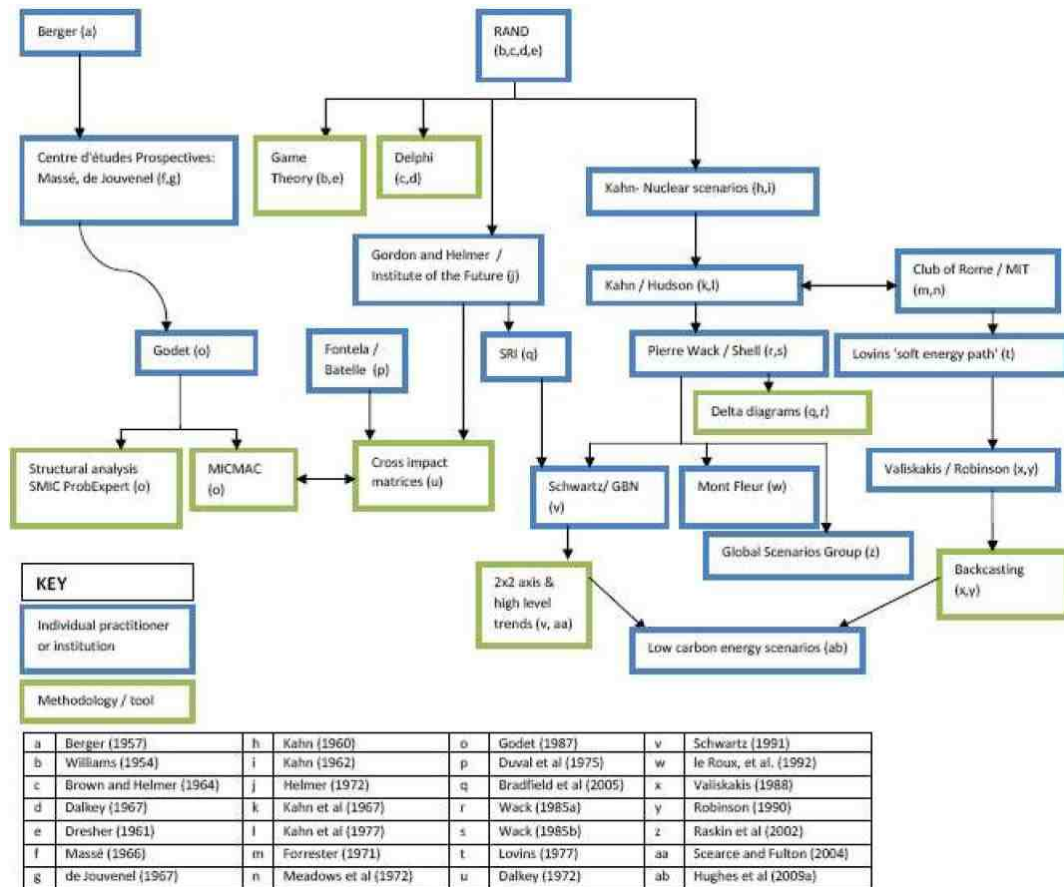 Berger (a)
RAND
(b,c,d,e)
Centre d'études Prospectives:
Massé, de Jouvenel (f,g)
Game
Theory (b,e)
Delphi
(c,d)
Kahn- Nuclear scenarios (h,i)
Gordon and Helmer /
Institute of the Future (j)
Kahn / Hudson (k,l)
Club of Rome / MIT
(m,n)
Godet (o)
Fontela /
Batelle (p)
SRI (q)
Pierre Wack / Shell (r,s)
Lovins 'soft energy path' (t)
Delta diagrams (q,r)
Structural analysis
SMIC ProbExpert (o)
MICMAC
(o)
Cross impact
matrices (u)
Schwartz/ GBN
(v)
Mont Fleur (w)
Valiskakis / Robinson (x,y)
Global Scenarios Group (z)
2x2 axis &
high level
trends (v, aa)
Backcasting
(x,y)
Low carbon energy scenarios (ab)
KEY
Individual practitioner
or institution
Methodology / tool
a Berger (1957) h Kahn (1960) o Godet (1987) v Schwartz (1991)
b Williams (1954) i Kahn (1962) p Duval et al (1975) w le Roux, et al. (1992)
c Brown and Helmer (1964) j Helmer (1972) q Bradfield et al (2005) x Valiskakis (1988)
d Dalkey (1967) k Kahn et al (1967) r Wack (1985a) y Robinson (1990)
e Dresher (1961) l Kahn et al (1977) s Wack (1985b) z Raskin et al (2002)
f Massé (1966) m Forrester (1971) t Lovins (1977) aa Scearce and Fulton (2004)
g de Jouvenel (1967) n Meadows et al (1972) u Dalkey (1972) ab Hughes et al (2009a)